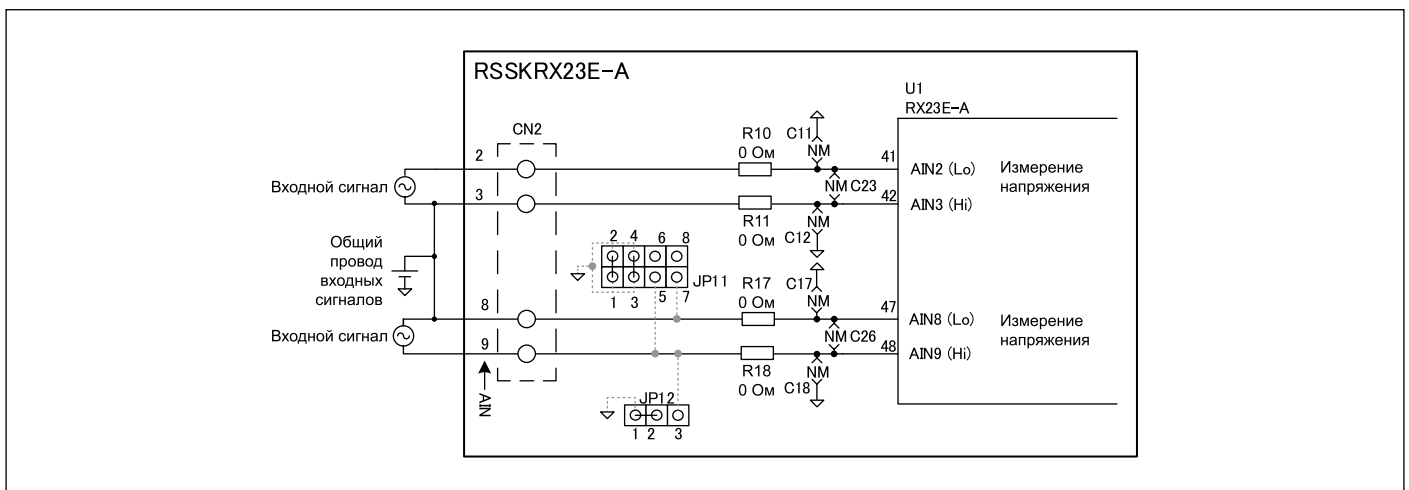 RSSKRX23E-A
U1
RX23E-A
CN2
R10
0 Ом
C11
NM
2
41
AIN2 (Lo)
Измерение
напряжения
Входной сигнал
NM C23
3
42
AIN3 (Hi)
R11
0 Ом
NM
C12
Общий
провод
входных
сигналов
2 4 6 8
JP11
1 3 5 7
R17
0 Ом
C17
NM
8
47
AIN8 (Lo)
Измерение
напряжения
Входной сигнал
NM C26
9
48
AIN9 (Hi)
R18
0 Ом
NM
C18
AIN
JP12
1 2 3